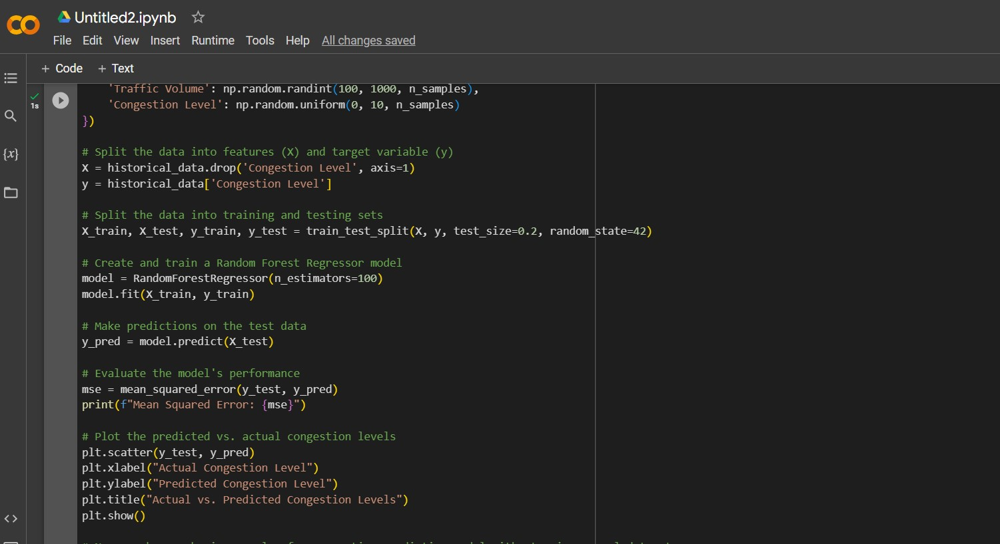 Untitled2.ipynb
File Edit View Insert Runtime Tools Help All changes saved
+ Code + Text
1s
{x}
'Traffic Volume': np.random.randint(100, 1000, n_samples),
'Congestion Level': np.random.uniform(0, 10, n_samples)
})
# Split the data into features (X) and target variable (y)
X = historical_data.drop('Congestion Level', axis=1)
y = historical_data['Congestion Level']
# Split the data into training and testing sets
X_train, X_test, y_train, y_test = train_test_split(X, y, test_size=0.2, random_state=42)
# Create and train a Random Forest Regressor model
model = RandomForestRegressor(n_estimators=100)
model.fit(X_train, y_train)
# Make predictions on the test data
y_pred = model.predict(X_test)
# Evaluate the model's performance
mse = mean_squared_error(y_test, y_pred)
print(f"Mean Squared Error: {mse}")
# Plot the predicted vs. actual congestion levels
plt.scatter(y_test, y_pred)
plt.xlabel("Actual Congestion Level")
plt.ylabel("Predicted Congestion Level")
plt.title("Actual vs. Predicted Congestion Levels")
plt.show()